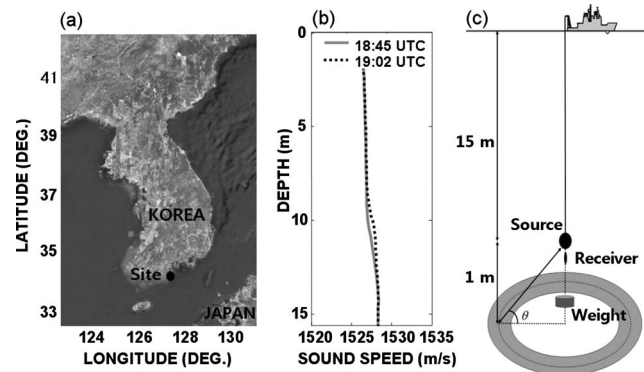 (a)
41
39
37
35
33
LATITUDE (DEG.)
KOREA
Site
JAPAN
124 126 128 130
LONGITUDE (DEG.)
(b)
0
5
10
15
DEPTH (m)
18:45 UTC
19:02 UTC
1520 1525 1530 1535
SOUND SPEED (m/s)
(c)
15 m
Source
Receiver
1 m
Weight
θ